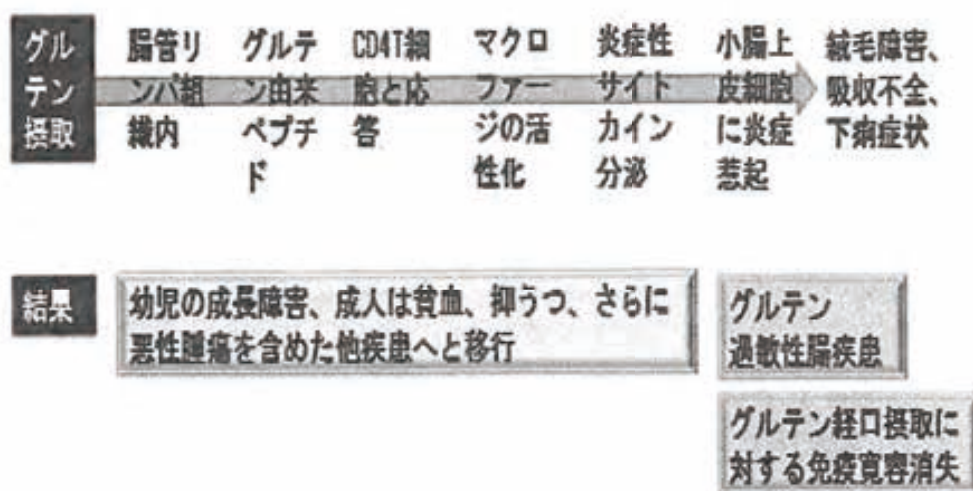 グル
テン
摂取
腸管リ
ンパ組
織内
グルテ
ン由来
ペプチ
ド
CD4T細
胞と応
答
マクロ
ファー
ジの活
性化
炎症性
サイト
カイン
分泌
小腸上
皮細胞
に炎症
惹起
絨毛障害、
吸収不全、
下痢症状
結果
幼児の成長障害、成人は貧血、抑うつ、さらに
悪性腫瘍を含めた他疾患へと移行
グルテン
過敏性腸疾患
グルテン経口摂取に
対する免疫寛容消失